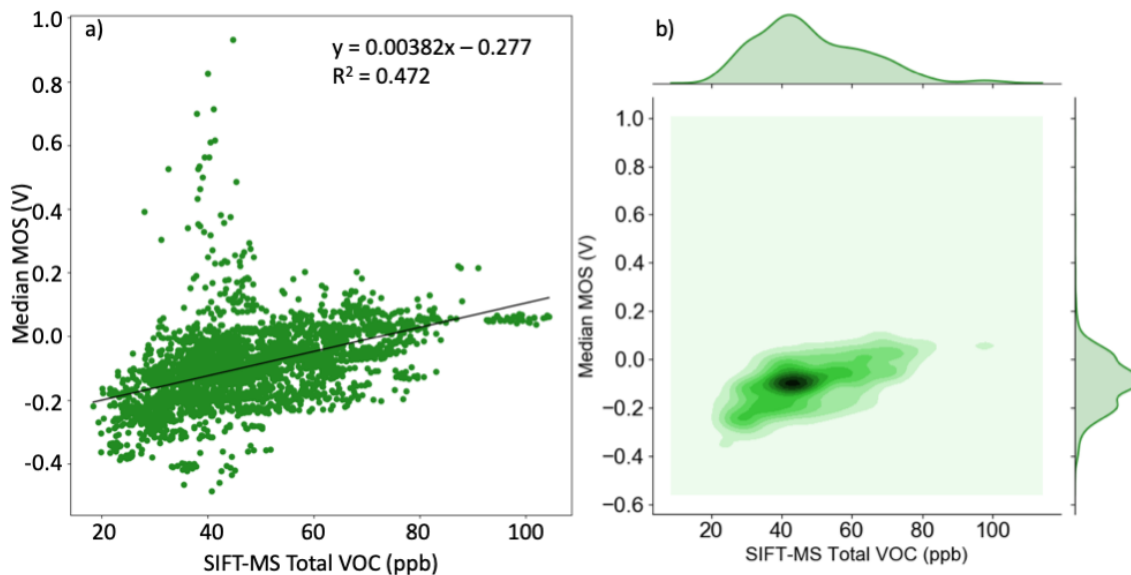 a)
y = 0.00382x – 0.277
R² = 0.472
1.0
0.8
0.6
0.4
0.2
0.0
-0.2
-0.4
Median MOS (V)
20 40 60 80 100
SIFT-MS Total VOC (ppb)
b)
1.0
0.8
0.6
0.4
0.2
0.0
−0.2
−0.4
−0.6
Median MOS (V)
20 40 60 80 100
SIFT-MS Total VOC (ppb)